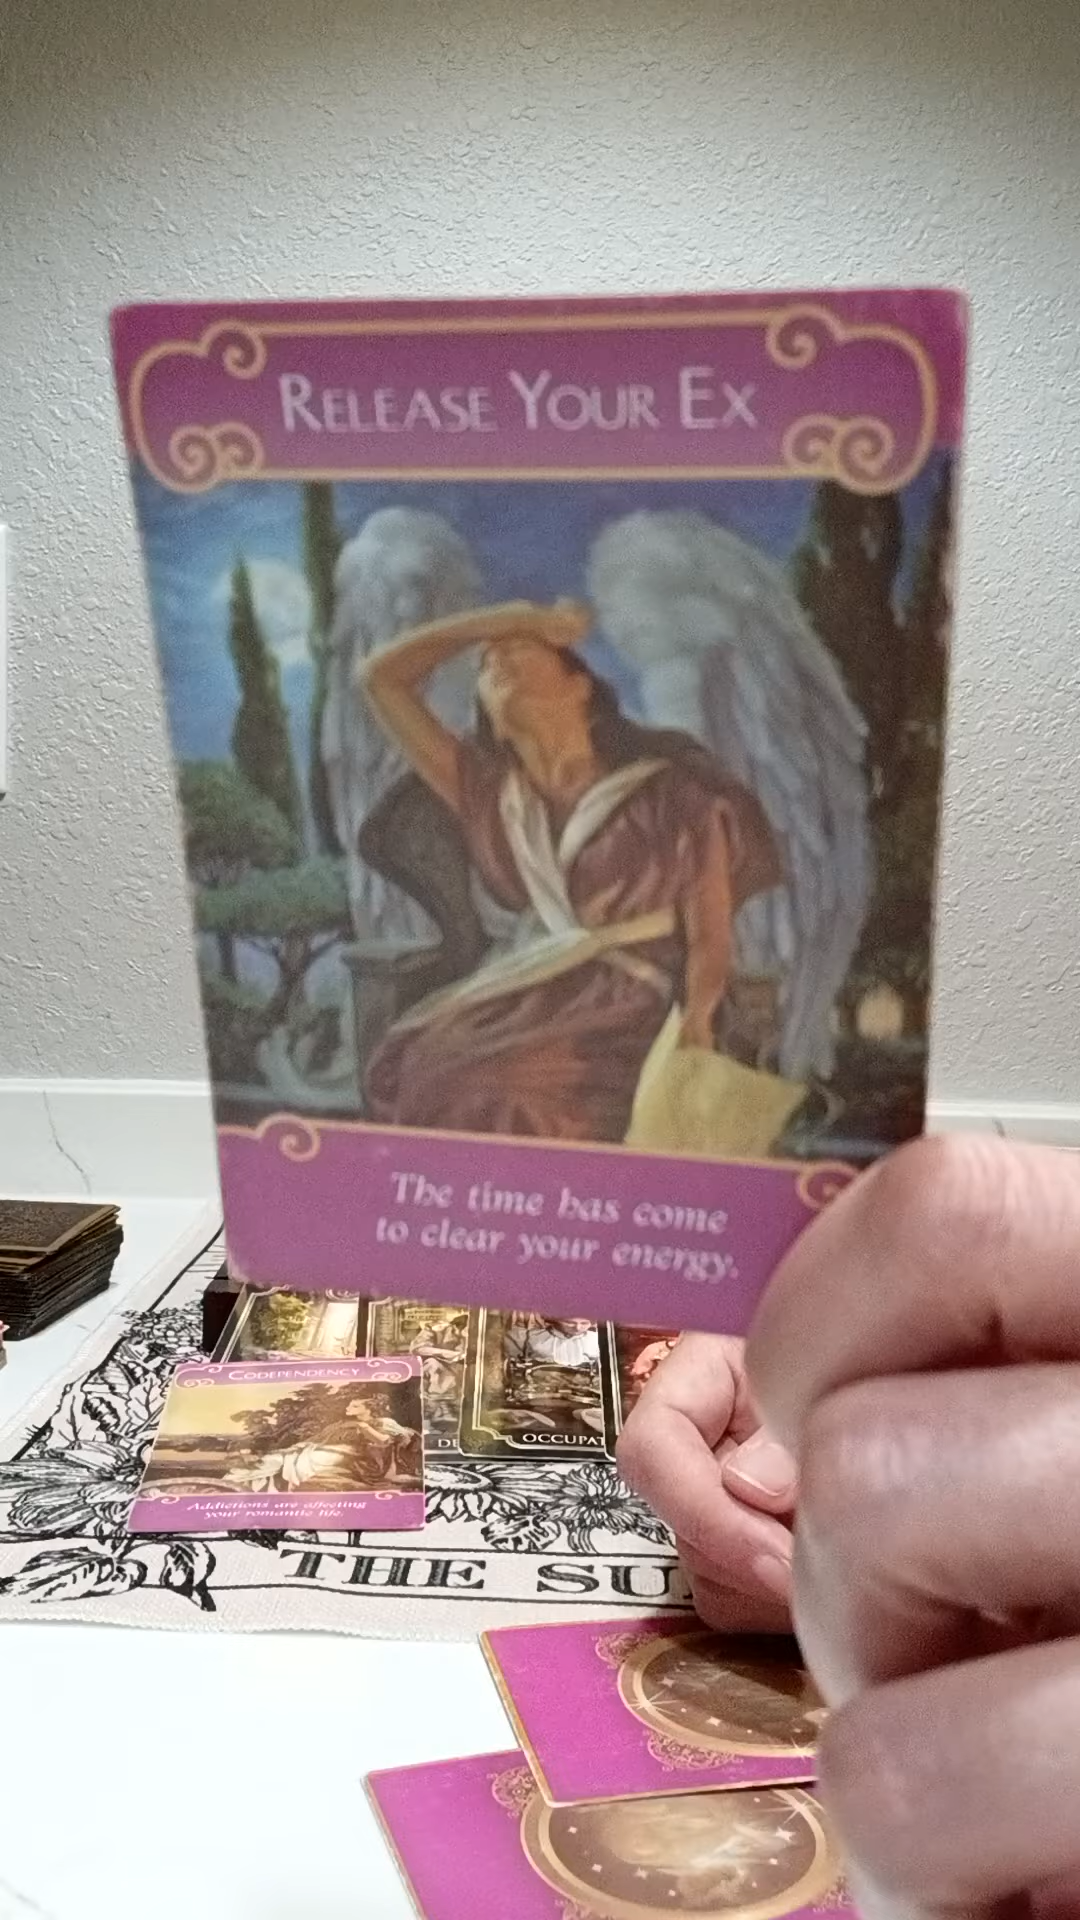 RELEASE YOUR EX
The time has come
to clear your energy.
CODEPENDENCY
Addictions are affecting
your romantic life.
THE